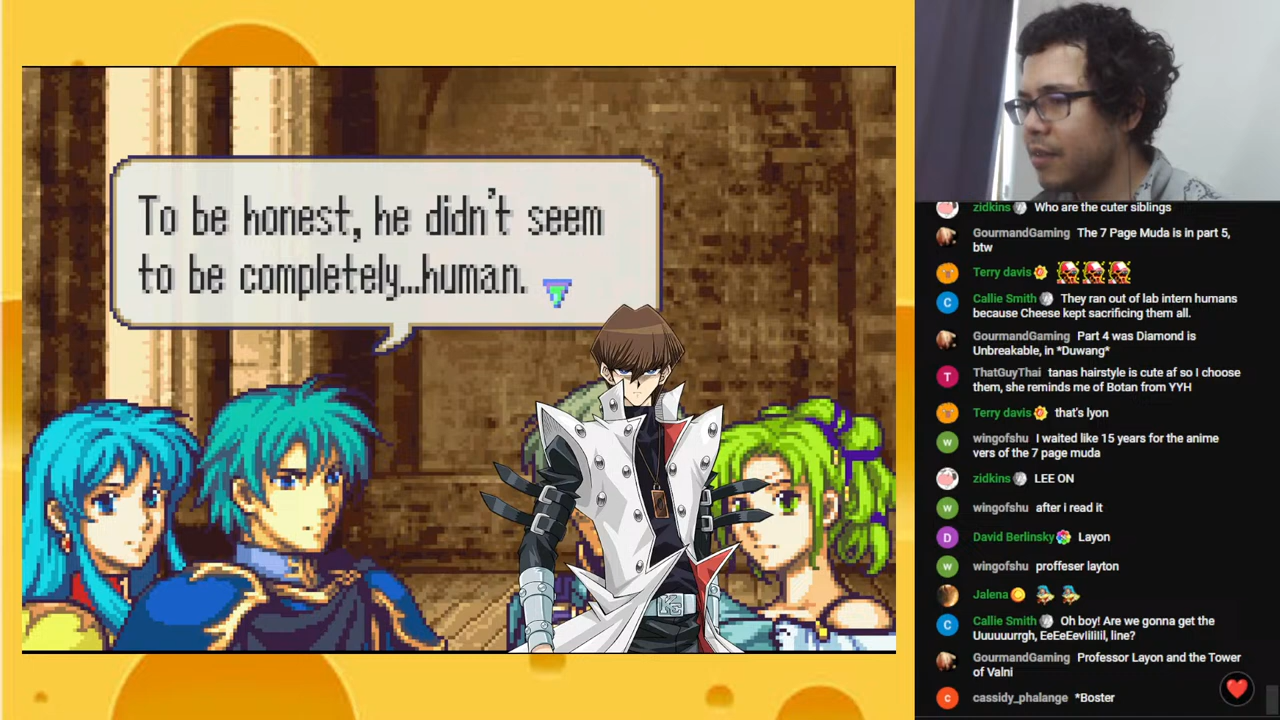 To be honest, he didn't seem
to be completely...human.
KC
zidkins Who are the cuter siblings
GourmandGaming The 7 Page Muda is in part 5,
btw
Terry davis
C
Callie Smith They ran out of lab intern humans
because Cheese kept sacrificing them all.
GourmandGaming Part 4 was Diamond is
Unbreakable, in *Duwang*
T
ThatGuyThai tanas hairstyle is cute af so I choose
them, she reminds me of Botan from YYH
Terry davis that's lyon
w
wingofshu I waited like 15 years for the anime
vers of the 7 page muda
zidkins LEE ON
w
wingofshu after i read it
D
David Berlinsky Layon
w
wingofshu proffeser layton
Jalena
C
Callie Smith Oh boy! Are we gonna get the
Uuuuuurrgh, EeEeEeviiliiil, line?
GourmandGaming Professor Layon and the Tower
of Valni
c
cassidy_phalange *Boster